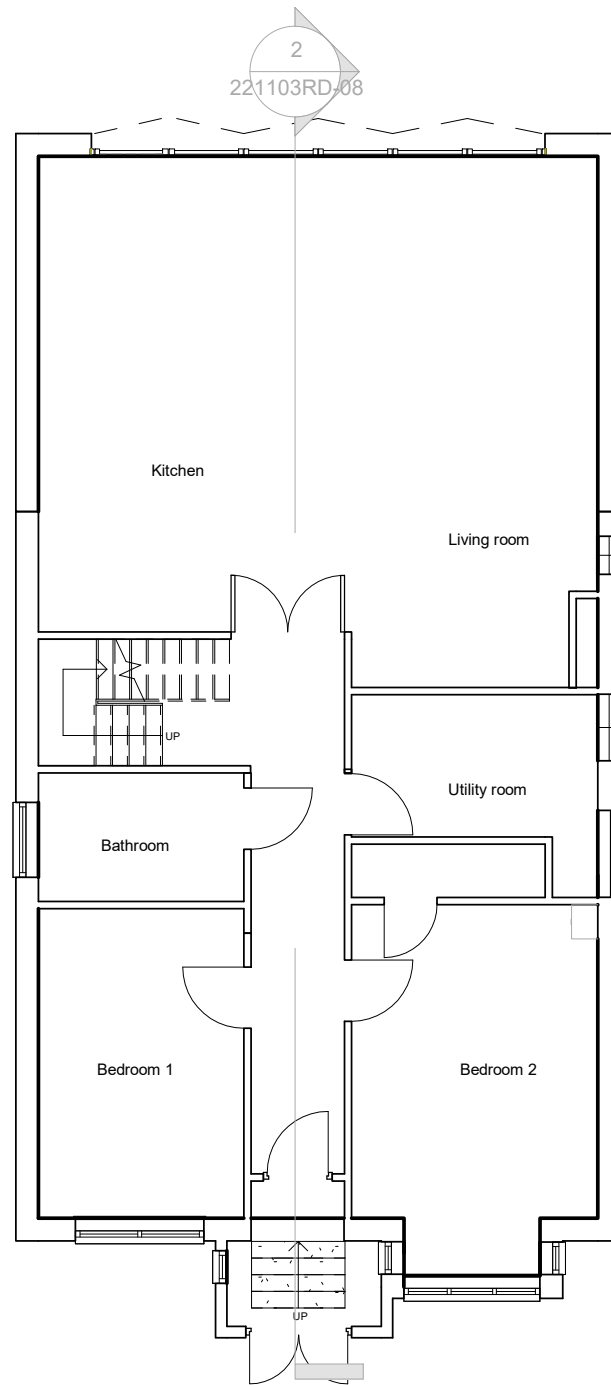 2
221103RD-08
Kitchen
Living room
UP
Utility room
Bathroom
Bedroom 1
Bedroom 2
UP